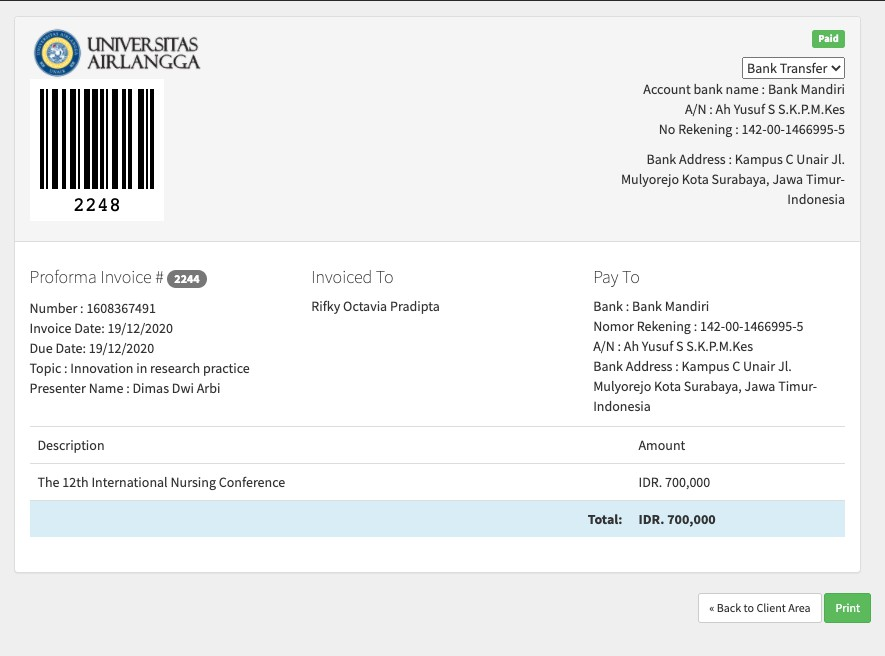 UNIVERSITAS
AIRLANGGA
2248
Paid
Bank Transfer
Account bank name : Bank Mandiri
A/N : Ah Yusuf S S.K.P.M.Kes
No Rekening : 142-00-1466995-5
Bank Address : Kampus C Unair Jl.
Mulyorejo Kota Surabaya, Jawa Timur-
Indonesia
Proforma Invoice # 2244
Number : 1608367491
Invoice Date: 19/12/2020
Due Date: 19/12/2020
Topic : Innovation in research practice
Presenter Name : Dimas Dwi Arbi
Invoiced To
Rifky Octavia Pradipta
Pay To
Bank : Bank Mandiri
Nomor Rekening : 142-00-1466995-5
A/N : Ah Yusuf S S.K.P.M.Kes
Bank Address : Kampus C Unair Jl.
Mulyorejo Kota Surabaya, Jawa Timur-
Indonesia
Description Amount
The 12th International Nursing Conference IDR. 700,000
Total: IDR. 700,000
« Back to Client Area
Print